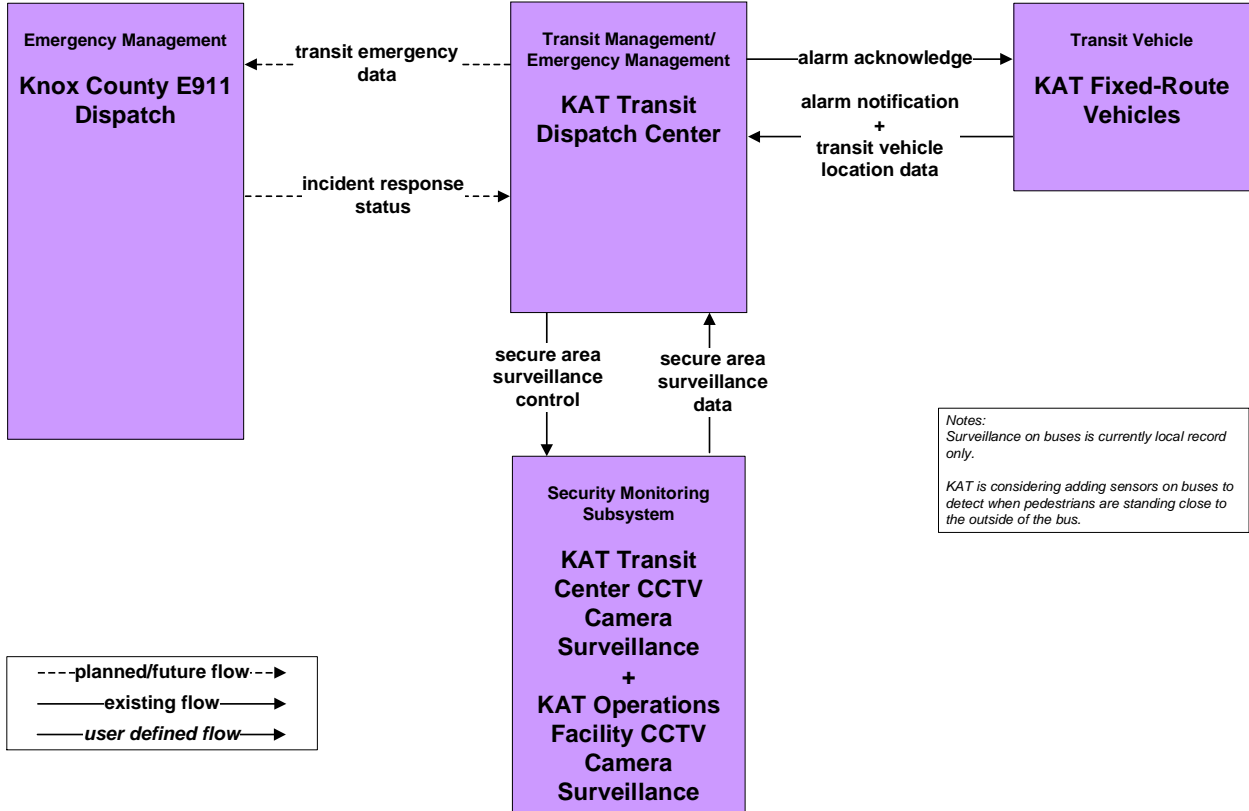 Emergency Management
Knox County E911
Dispatch
transit emergency
data
incident response
status
Transit Management/
Emergency Management
KAT Transit
Dispatch Center
alarm acknowledge
alarm notification
+
transit vehicle
location data
Transit Vehicle
KAT Fixed-Route
Vehicles
secure area
surveillance
control
secure area
surveillance
data
Security Monitoring
Subsystem
KAT Transit
Center CCTV
Camera
Surveillance
+
KAT Operations
Facility CCTV
Camera
Surveillance
Notes:
Surveillance on buses is currently local record
only.
KAT is considering adding sensors on buses to
detect when pedestrians are standing close to
the outside of the bus.
planned/future flow
existing flow
user defined flow